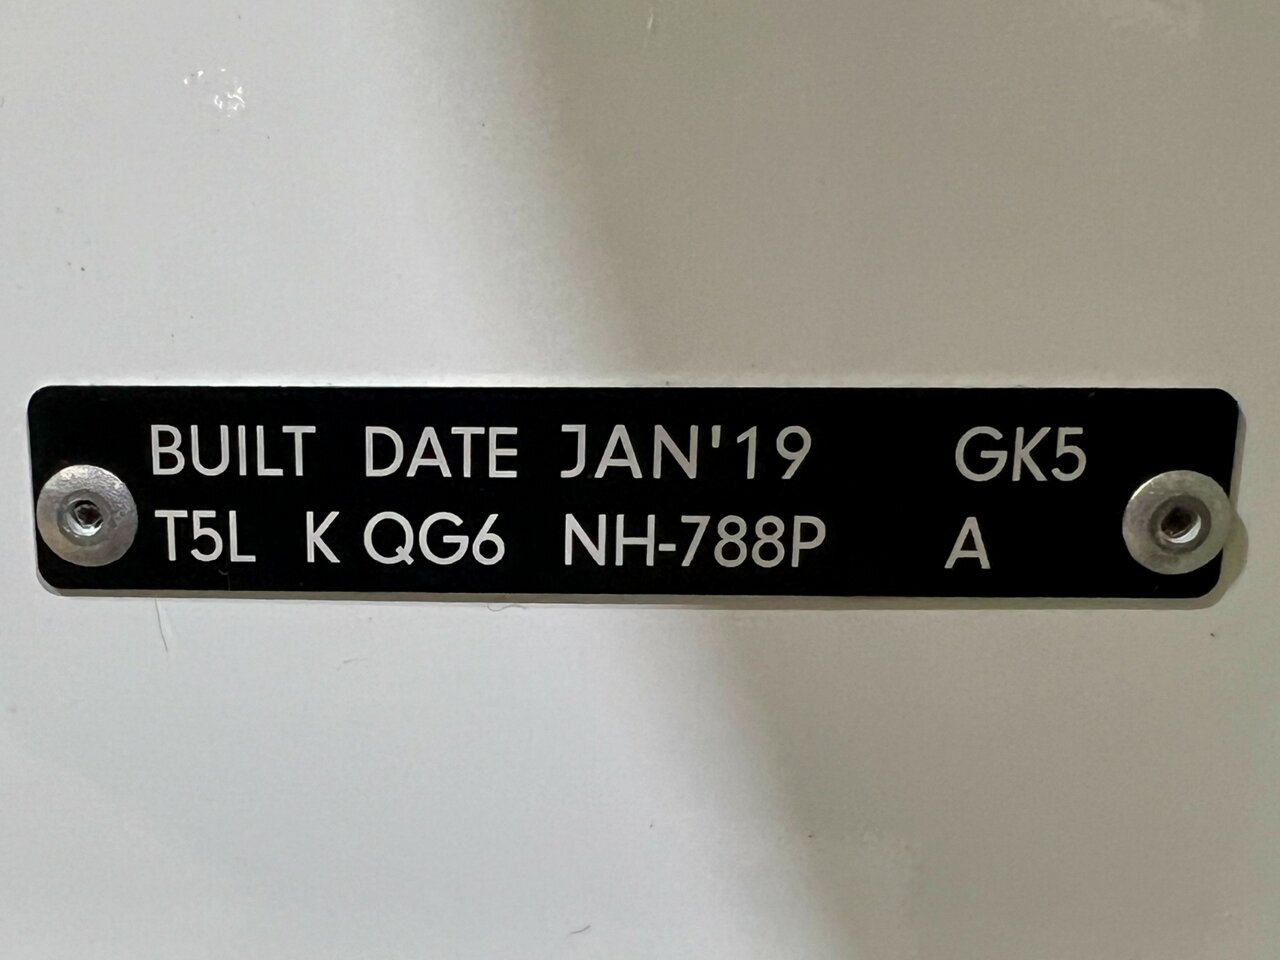 BUILT DATE JAN'19 GK5
T5L K QG6 NH-788P A